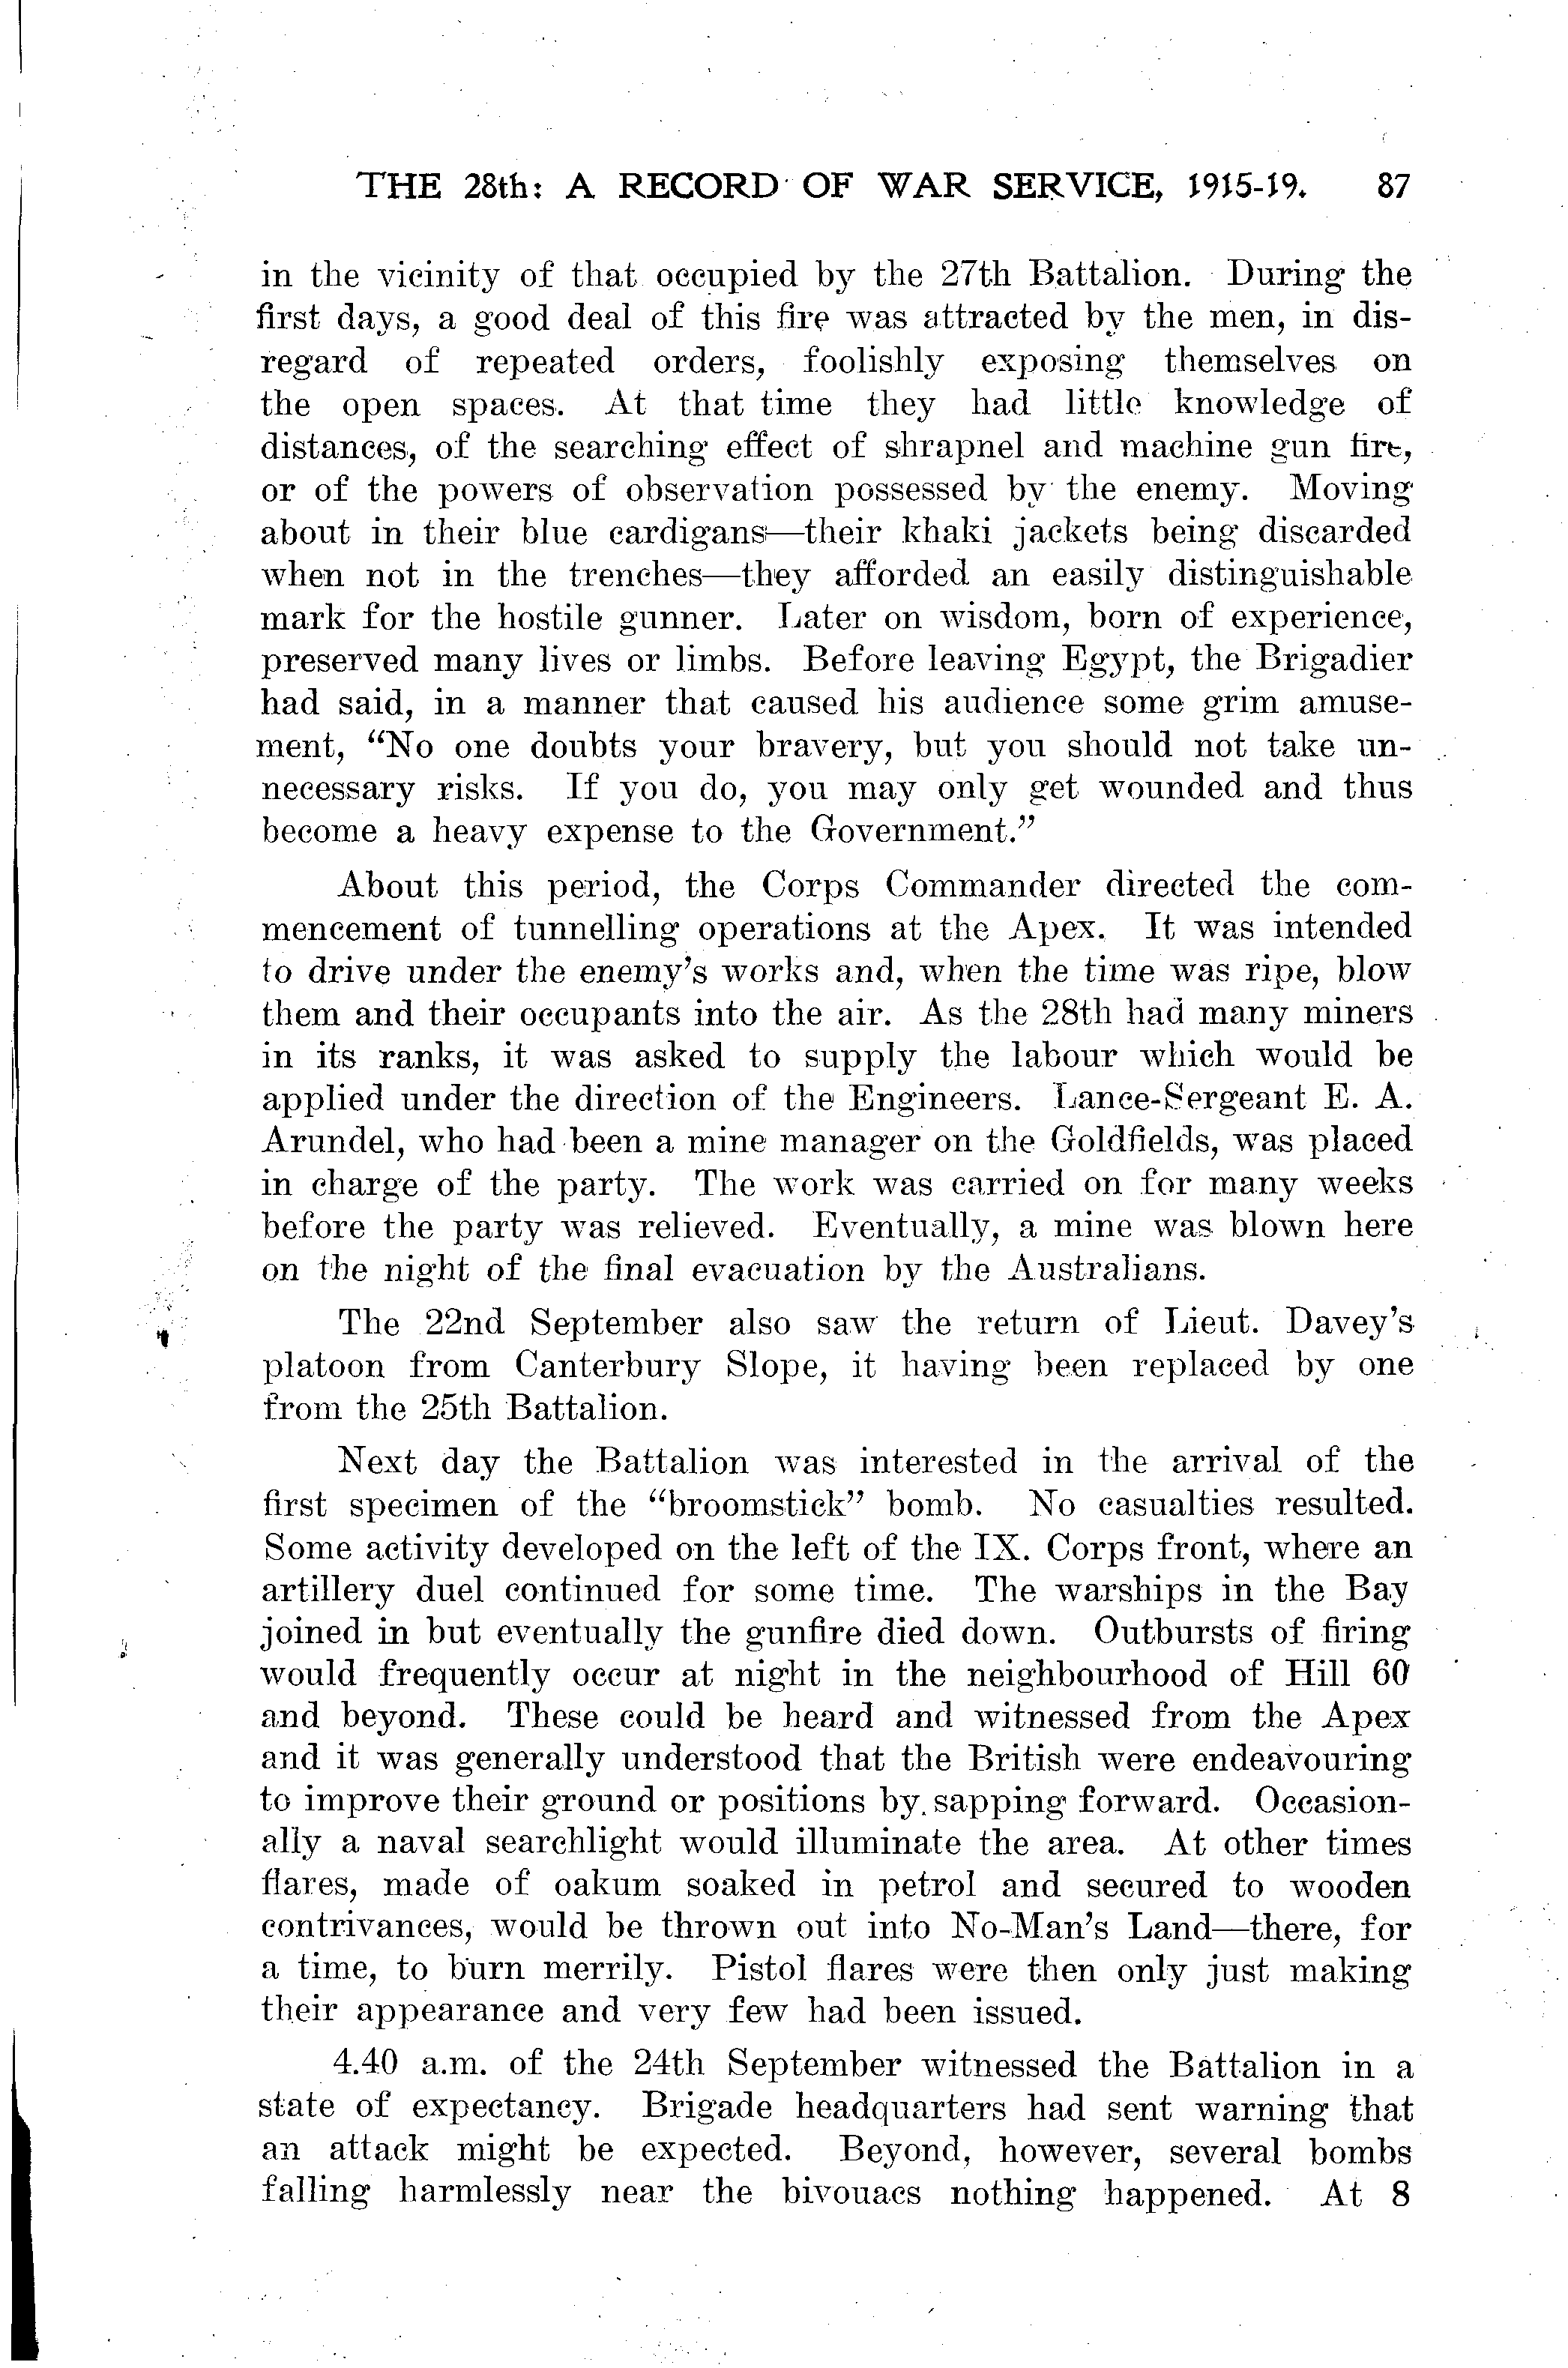 THE 28th: A RECORD OF WAR SERVICE, 1915-19. 87
in the vicinity of that occupied by the 27th Battalion. During the
first days, a good deal of this fire was attracted by the men, in dis-
regard of repeated orders, foolishly exposing themselves on
the open spaces. At that time they had little knowledge of
distances, of the searching effect of shrapnel and machine gun fire,
or of the powers of observation possessed by the enemy. Moving
about in their blue cardigans—their khaki jackets being discarded
when not in the trenches—they afforded an easily distinguishable
mark for the hostile gunner. Later on wisdom, born of experience,
preserved many lives or limbs. Before leaving Egypt, the Brigadier
had said, in a manner that caused his audience some grim amuse-
ment, “No one doubts your bravery, but you should not take un-
necessary risks. If you do, you may only get wounded and thus
become a heavy expense to the Government.”
About this period, the Corps Commander directed the com-
mencement of tunnelling operations at the Apex. It was intended
to drive under the enemy’s works and, when the time was ripe, blow
them and their occupants into the air. As the 28th had many miners
in its ranks, it was asked to supply the labour which would be
applied under the direction of the Engineers. Lance-Sergeant E. A.
Arundel, who had been a mine manager on the Goldfields, was placed
in charge of the party. The work was carried on for many weeks
before the party was relieved. Eventually, a mine was blown here
on the night of the final evacuation by the Australians.
The 22nd September also saw the return of Lieut. Davey’s
platoon from Canterbury Slope, it having been replaced by one
from the 25th Battalion.
Next day the Battalion was interested in the arrival of the
first specimen of the “broomstick” bomb. No casualties resulted.
Some activity developed on the left of the IX. Corps front, where an
artillery duel continued for some time. The warships in the Bay
joined in but eventually the gunfire died down. Outbursts of firing
would frequently occur at night in the neighbourhood of Hill 60
and beyond. These could be heard and witnessed from the Apex
and it was generally understood that the British were endeavouring
to improve their ground or positions by sapping forward. Occasion-
ally a naval searchlight would illuminate the area. At other times
flares, made of oakum soaked in petrol and secured to wooden
contrivances, would be thrown out into No-Man’s Land—there, for
a time, to burn merrily. Pistol flares were then only just making
their appearance and very few had been issued.
4.40 a.m. of the 24th September witnessed the Battalion in a
state of expectancy. Brigade headquarters had sent warning that
an attack might be expected. Beyond, however, several bombs
falling harmlessly near the bivouacs nothing happened. At 8